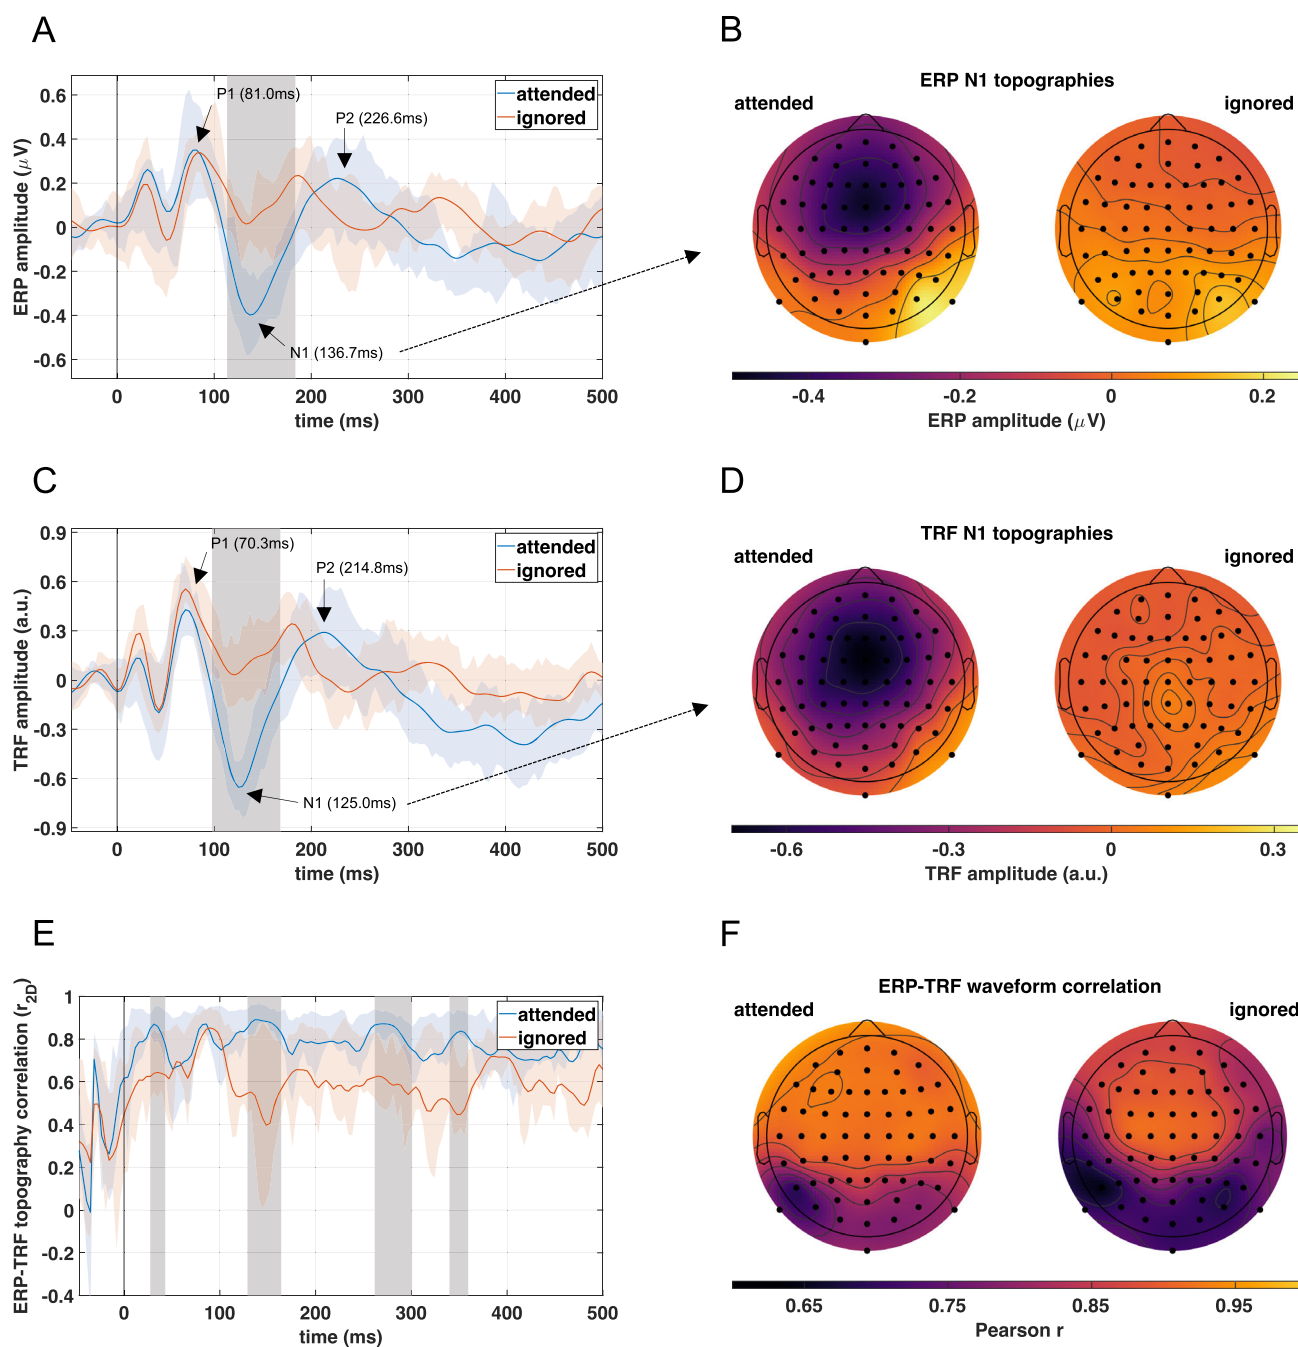 A
B
0.6
0.4
0.2
0
-0.2
-0.4
-0.6
ERP amplitude (μV)
P1 (81.0ms)
P2 (226.6ms)
N1 (136.7ms)
attended
ignored
0 100 200 300 400 500
time (ms)
ERP N1 topographies
attended
ignored
-0.4 -0.2 0 0.2
ERP amplitude (μV)
C
D
0.9
0.6
0.3
0
-0.3
-0.6
-0.9
TRF amplitude (a.u.)
P1 (70.3ms)
P2 (214.8ms)
N1 (125.0ms)
attended
ignored
0 100 200 300 400 500
time (ms)
TRF N1 topographies
attended
ignored
-0.6 -0.3 0 0.3
TRF amplitude (a.u.)
E
F
1
0.8
0.6
0.4
0.2
0
-0.2
-0.4
ERP-TRF topography correlation (r2D)
attended
ignored
0 100 200 300 400 500
time (ms)
ERP-TRF waveform correlation
attended
ignored
0.65 0.75 0.85 0.95
Pearson r